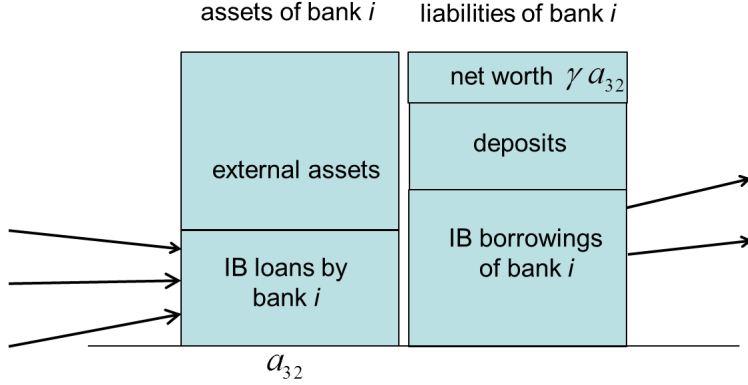 assets of bank i
liabilities of bank i
net worth γ a₃₂
deposits
external assets
IB loans by
bank i
IB borrowings
of bank i
a₃₂